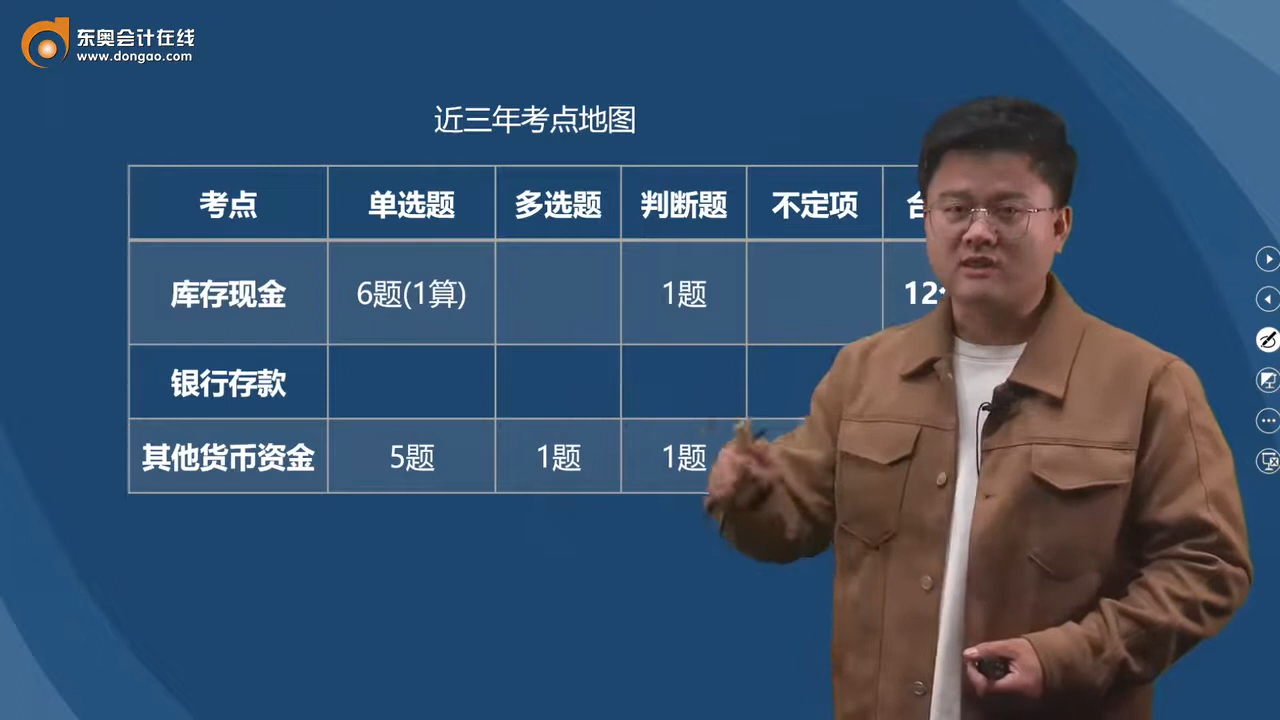 东奥会计在线
www.dongao.com
近三年考点地图
考点 单选题 多选题 判断题 不定项
库存现金 6题(1算) 1题 12
银行存款
其他货币资金 5题 1题 1题